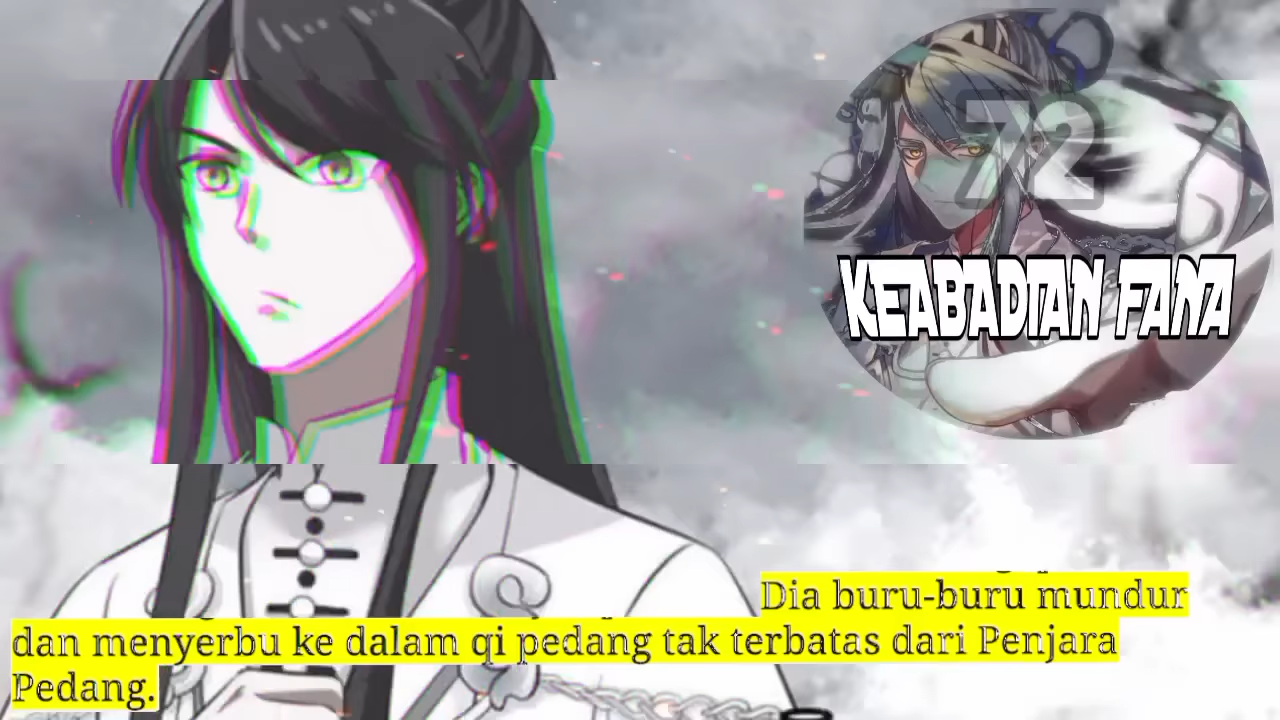 72
KEABADIAN FANA
Dia buru-buru mundur
dan menyerbu ke dalam qi pedang tak terbatas dari Penjara
Pedang.